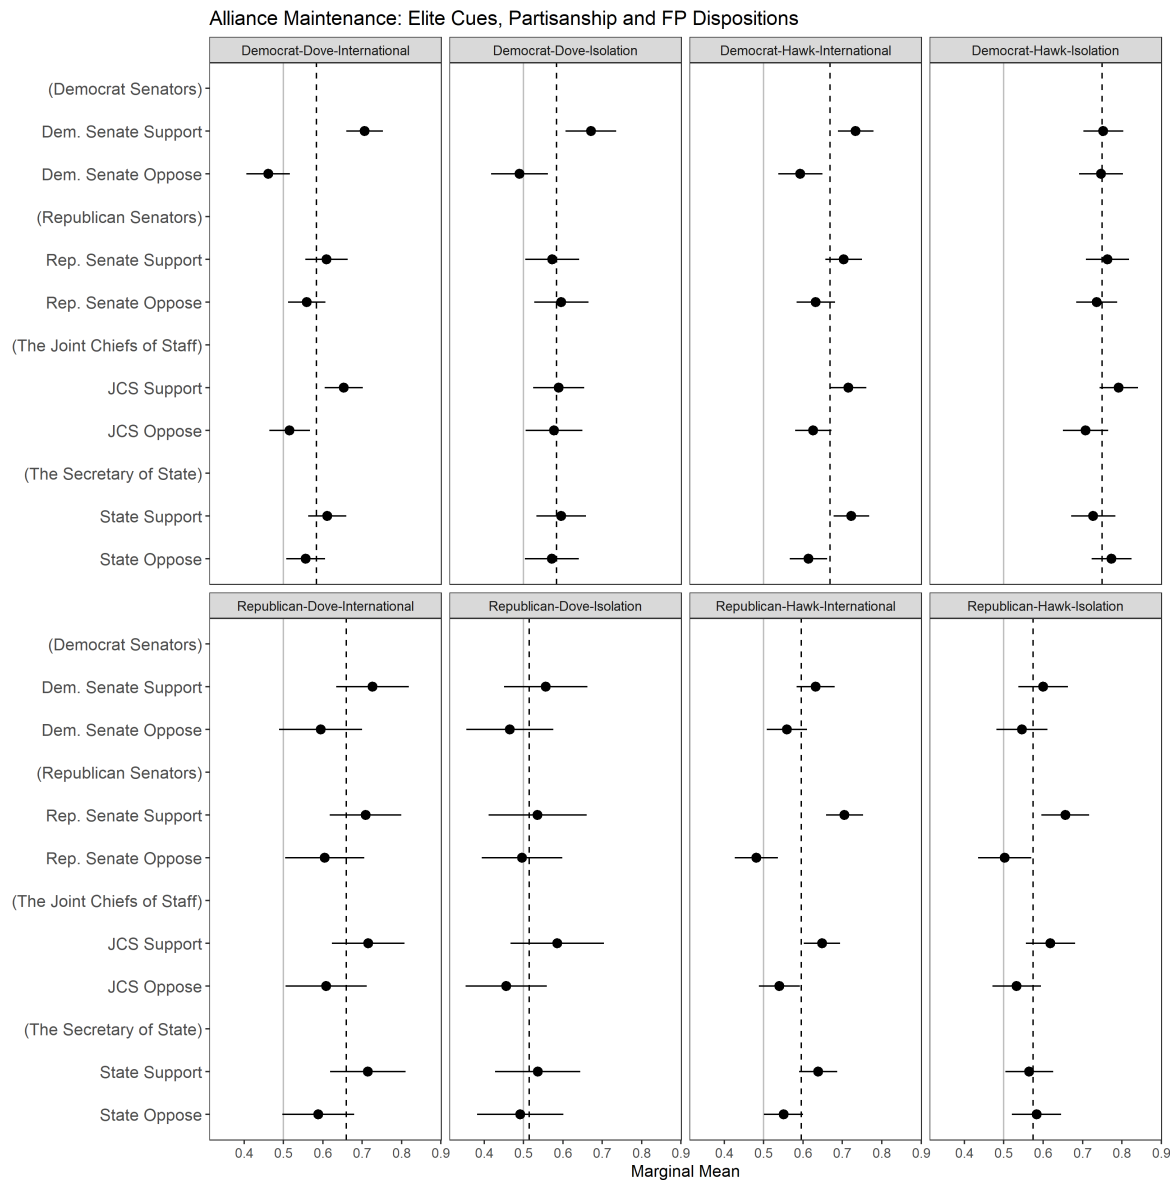 Alliance Maintenance: Elite Cues, Partisanship and FP Dispositions
Democrat-Dove-International Democrat-Dove-Isolation Democrat-Hawk-International Democrat-Hawk-Isolation
(Democrat Senators)
Dem. Senate Support
Dem. Senate Oppose
(Republican Senators)
Rep. Senate Support
Rep. Senate Oppose
(The Joint Chiefs of Staff)
JCS Support
JCS Oppose
(The Secretary of State)
State Support
State Oppose
Republican-Dove-International Republican-Dove-Isolation Republican-Hawk-International Republican-Hawk-Isolation
(Democrat Senators)
Dem. Senate Support
Dem. Senate Oppose
(Republican Senators)
Rep. Senate Support
Rep. Senate Oppose
(The Joint Chiefs of Staff)
JCS Support
JCS Oppose
(The Secretary of State)
State Support
State Oppose
0.4 0.5 0.6 0.7 0.8 0.9 0.4 0.5 0.6 0.7 0.8 0.9 0.4 0.5 0.6 0.7 0.8 0.9 0.4 0.5 0.6 0.7 0.8 0.9
Marginal Mean